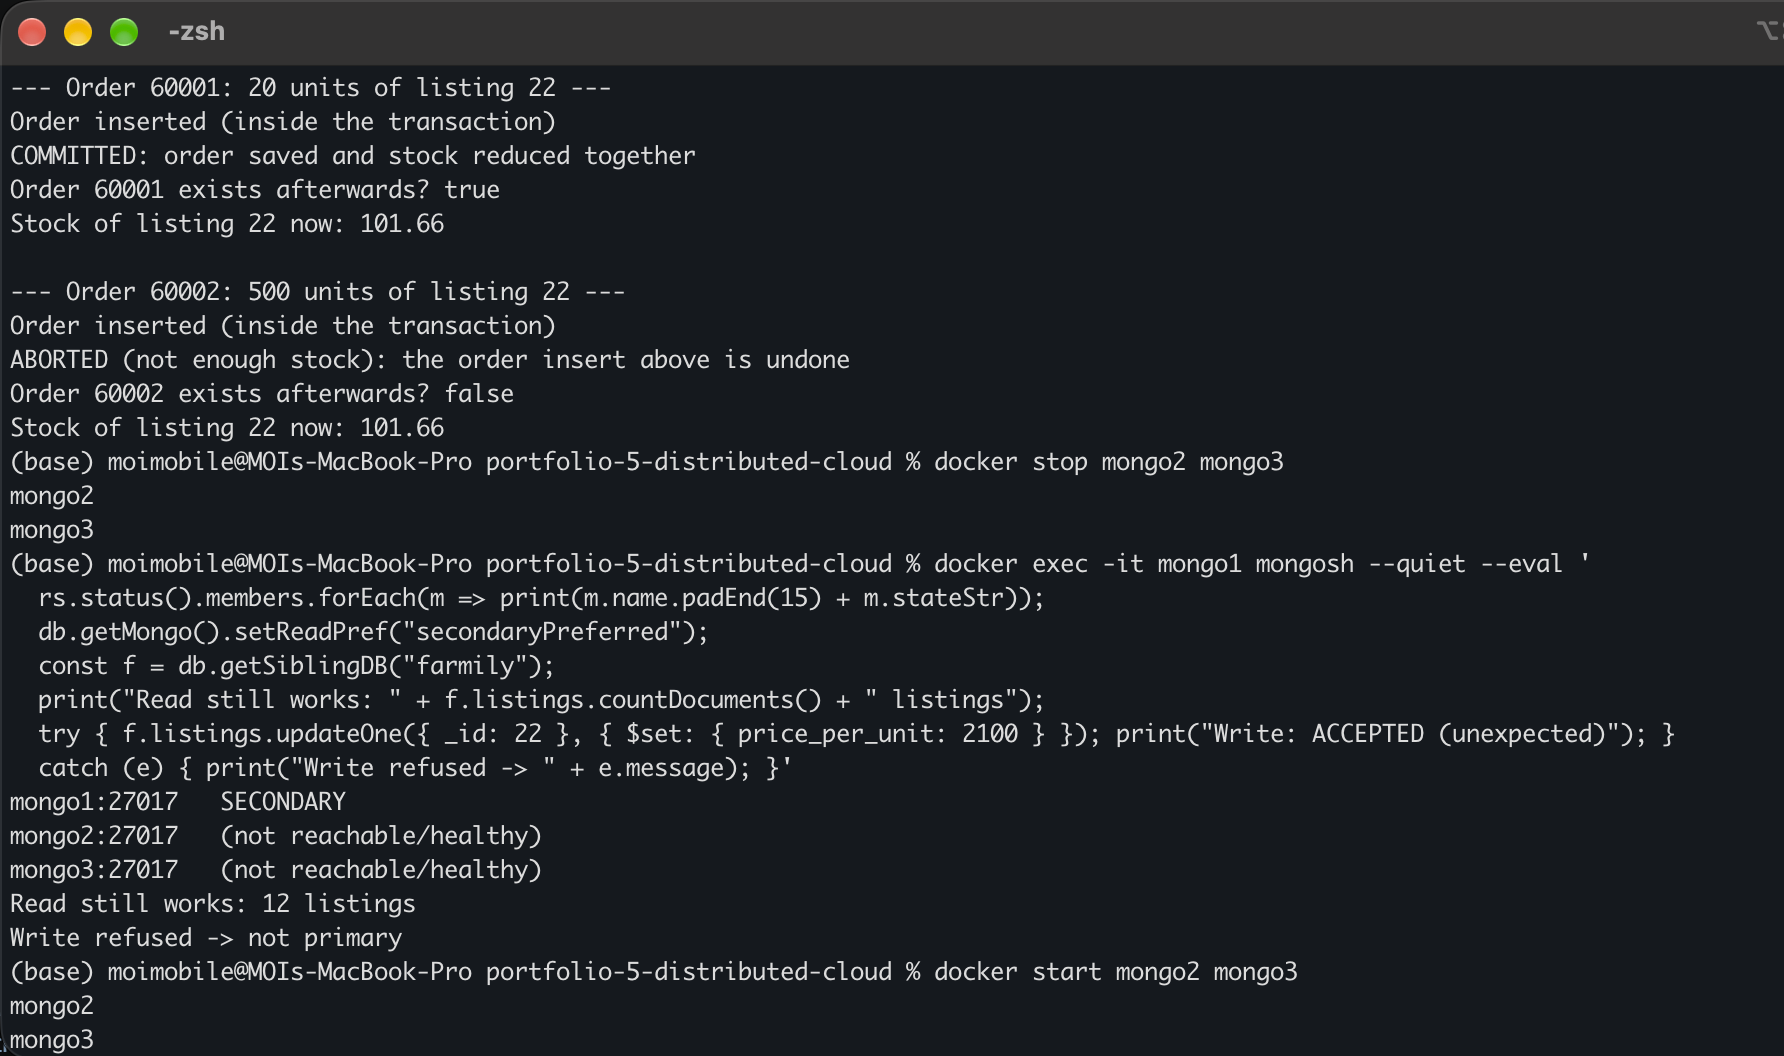 -zsh
--- Order 60001: 20 units of listing 22 ---
Order inserted (inside the transaction)
COMMITTED: order saved and stock reduced together
Order 60001 exists afterwards? true
Stock of listing 22 now: 101.66
--- Order 60002: 500 units of listing 22 ---
Order inserted (inside the transaction)
ABORTED (not enough stock): the order insert above is undone
Order 60002 exists afterwards? false
Stock of listing 22 now: 101.66
(base) moimobile@MOIs-MacBook-Pro portfolio-5-distributed-cloud % docker stop mongo2 mongo3
mongo2
mongo3
(base) moimobile@MOIs-MacBook-Pro portfolio-5-distributed-cloud % docker exec -it mongo1 mongosh --quiet --eval '
  rs.status().members.forEach(m => print(m.name.padEnd(15) + m.stateStr));
  db.getMongo().setReadPref("secondaryPreferred");
  const f = db.getSiblingDB("farmily");
  print("Read still works: " + f.listings.countDocuments() + " listings");
  try { f.listings.updateOne({ _id: 22 }, { $set: { price_per_unit: 2100 } }); print("Write: ACCEPTED (unexpected)"); }
  catch (e) { print("Write refused -> " + e.message); }'
mongo1:27017   SECONDARY
mongo2:27017   (not reachable/healthy)
mongo3:27017   (not reachable/healthy)
Read still works: 12 listings
Write refused -> not primary
(base) moimobile@MOIs-MacBook-Pro portfolio-5-distributed-cloud % docker start mongo2 mongo3
mongo2
mongo3